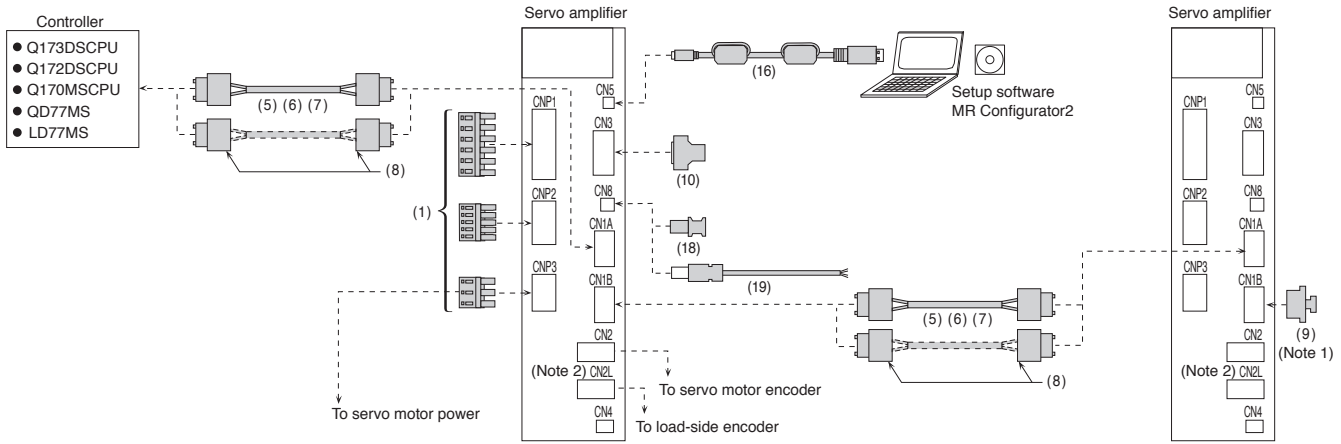 Controller
● Q173DSCPU
● Q172DSCPU
● Q170MSCPU
● QD77MS
● LD77MS
(5) (6) (7)
(8)
(1)
To servo motor power
Servo amplifier
CNP1
CNP2
CNP3
CN5
CN3
CN8
CN1A
CN1B
CN2
(Note 2)
CN2L
CN4
(16)
Setup software
MR Configurator2
(10)
(18)
(19)
To servo motor encoder
To load-side encoder
(5) (6) (7)
(8)
Servo amplifier
CNP1
CNP2
CNP3
CN5
CN3
CN8
CN1A
CN1B
CN2
(Note 2)
CN2L
CN4
(9)
(Note 1)